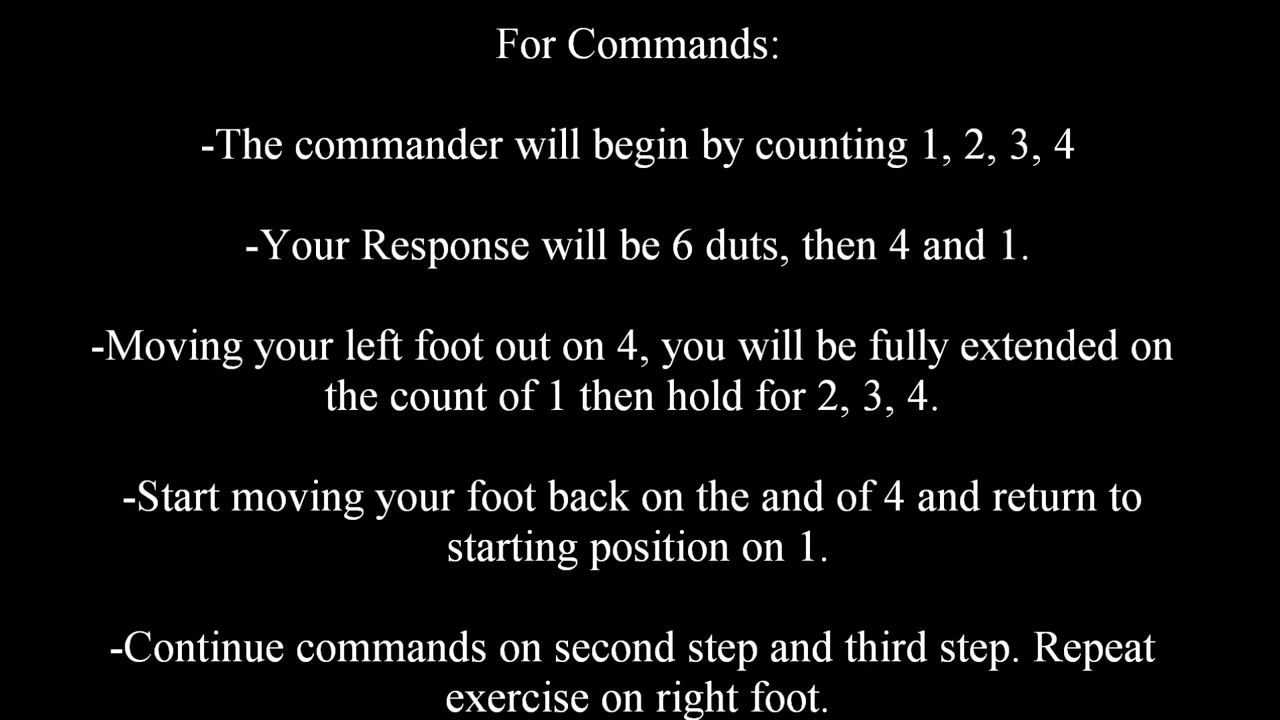 For Commands:
-The commander will begin by counting 1, 2, 3, 4
-Your Response will be 6 duts, then 4 and 1.
-Moving your left foot out on 4, you will be fully extended on
the count of 1 then hold for 2, 3, 4.
-Start moving your foot back on the and of 4 and return to
starting position on 1.
-Continue commands on second step and third step. Repeat
exercise on right foot.